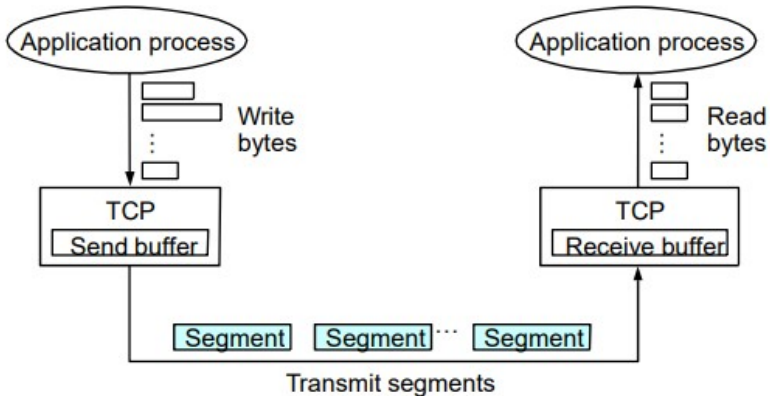 Application process
Application process
Write
bytes
⋮
Read
bytes
⋮
TCP
Send buffer
TCP
Receive buffer
Segment Segment ... Segment
Transmit segments